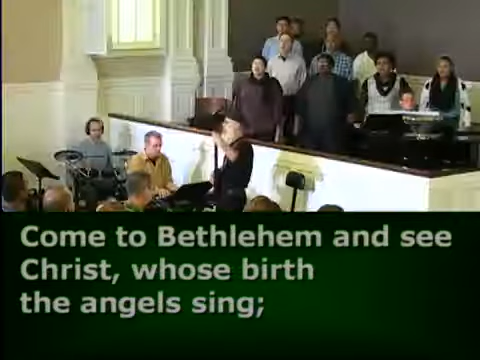 Come to Bethlehem and see
Christ, whose birth
the angels sing;